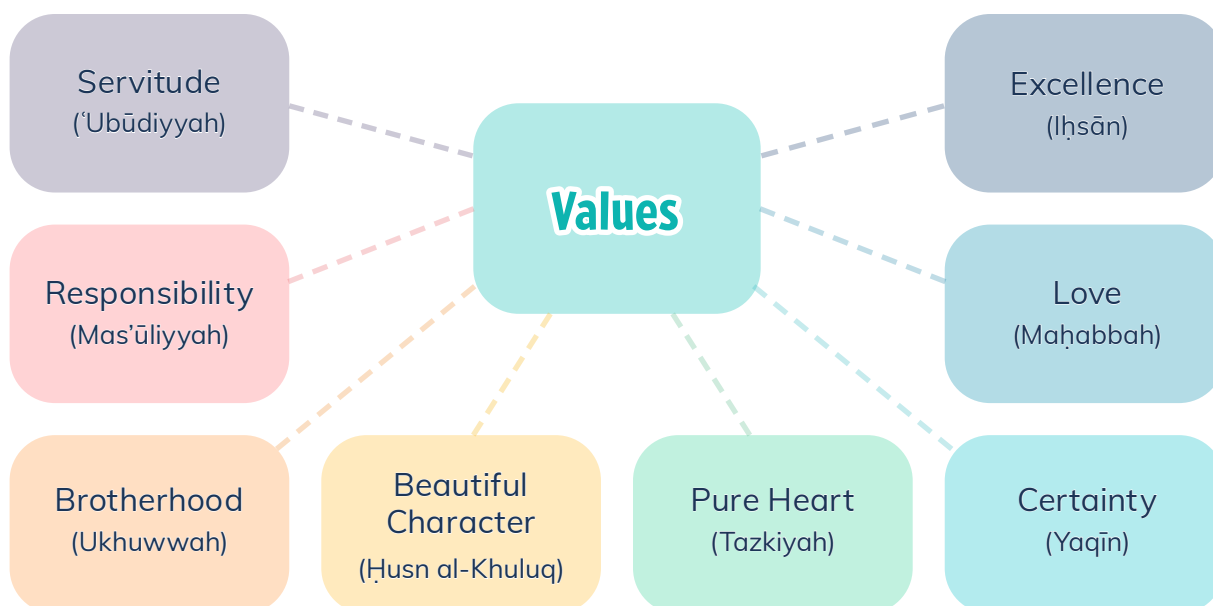 Servitude
(ʿUbūdiyyah)
Excellence
(Iḥsān)
Values
Responsibility
(Mas’ūliyyah)
Love
(Maḥabbah)
Brotherhood
(Ukhuwwah)
Beautiful
Character
(Ḥusn al-Khuluq)
Pure Heart
(Tazkiyah)
Certainty
(Yaqīn)